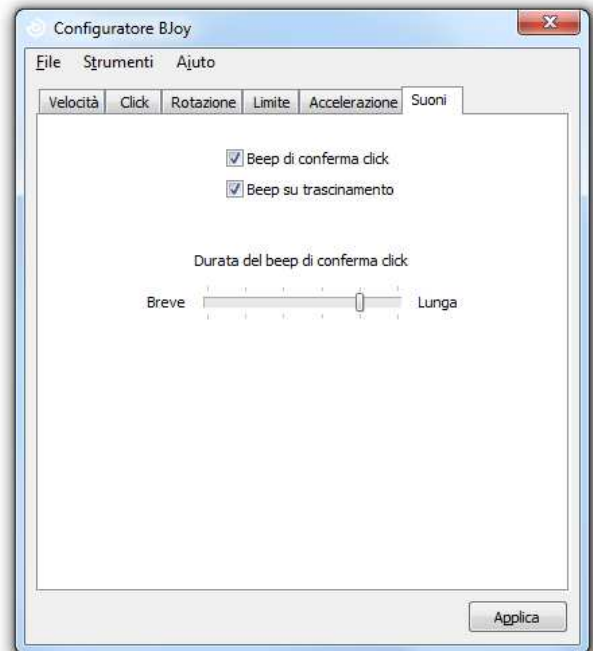 Configuratore BJoy
File Strumenti Ajuto
Velocità Click Rotazione Limite Accelerazione Suoni
Beep di conferma click
Beep su trascinamento
Durata del beep di conferma click
Breve Lunga
Applica